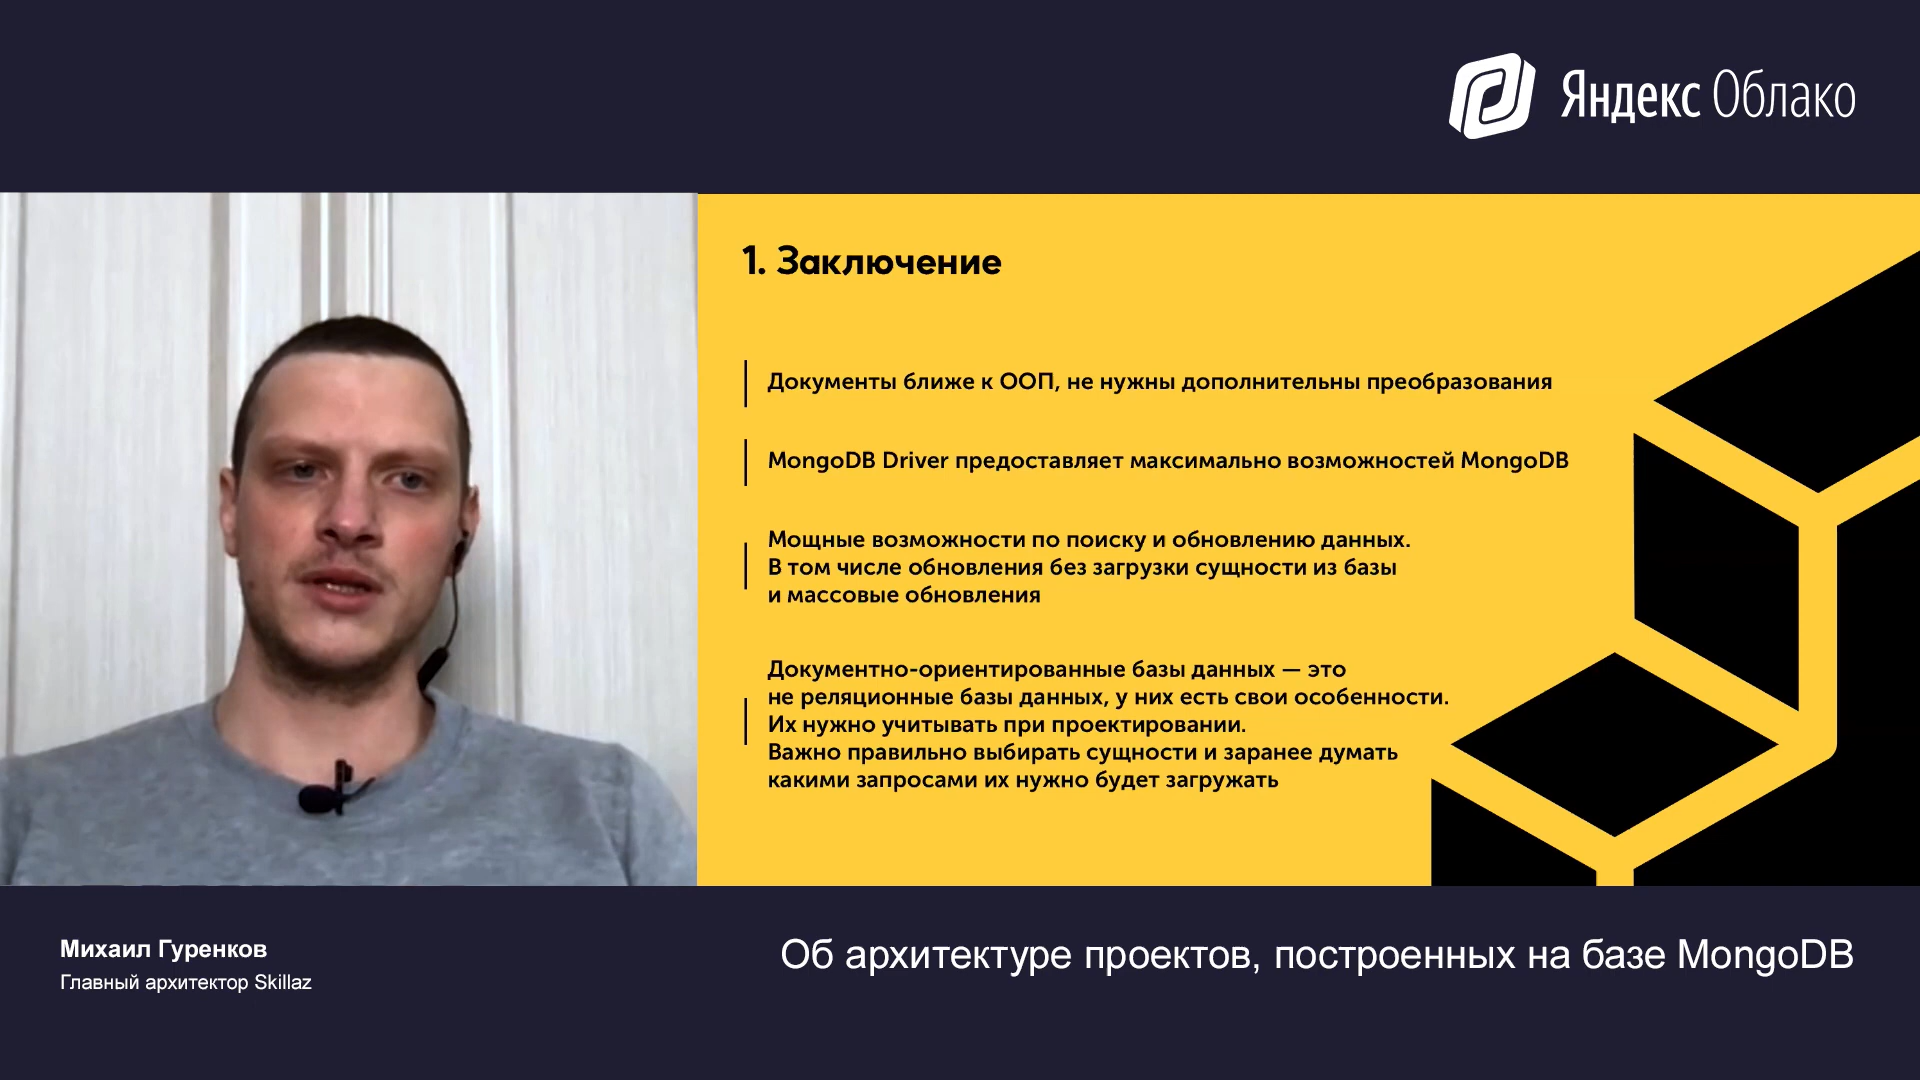 Яндекс Облако
1. Заключение
Документы ближе к ООП, не нужны дополнительны преобразования
MongoDB Driver предоставляет максимально возможностей MongoDB
Мощные возможности по поиску и обновлению данных.
В том числе обновления без загрузки сущности из базы
и массовые обновления
Документно-ориентированные базы данных — это
не реляционные базы данных, у них есть свои особенности.
Их нужно учитывать при проектировании.
Важно правильно выбирать сущности и заранее думать
какими запросами их нужно будет загружать
Михаил Гуренков
Главный архитектор Skillaz
Об архитектуре проектов, построенных на базе MongoDB